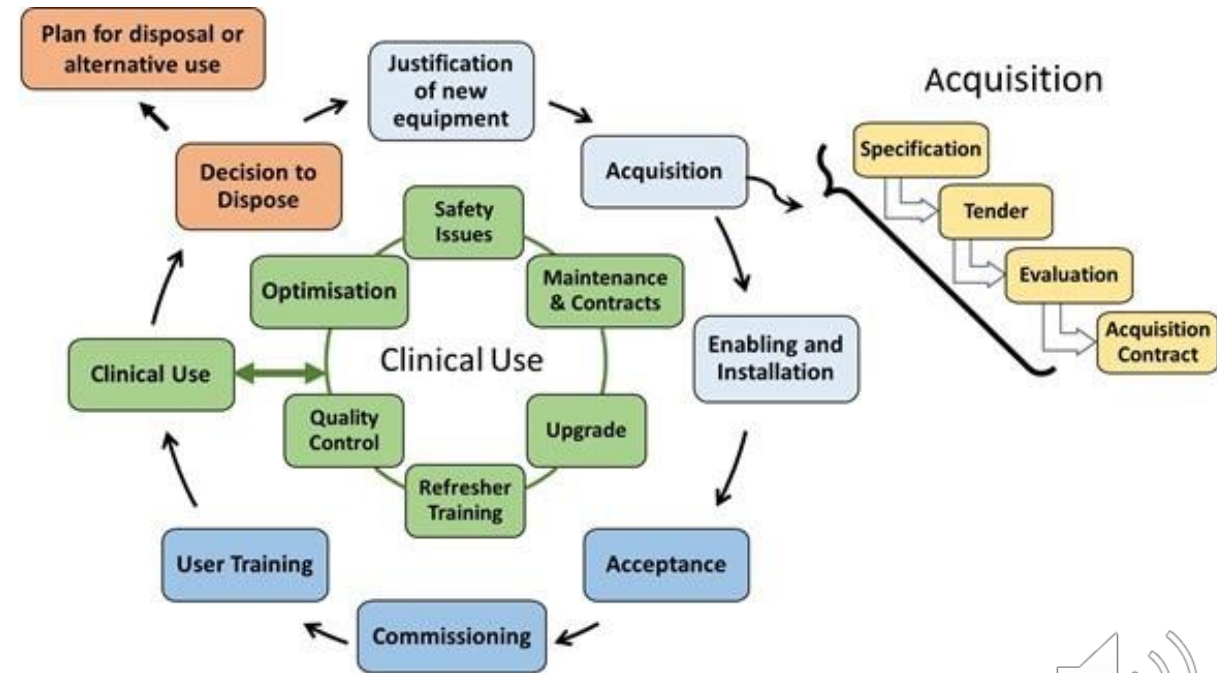 Plan for disposal or
alternative use
Justification
of new
equipment
Acquisition
Decision to
Dispose
Acquisition
Specification
Tender
Evaluation
Acquisition
Contract
Safety
Issues
Optimisation
Maintenance
& Contracts
Clinical Use
Clinical Use
Enabling and
Installation
Quality
Control
Upgrade
Refresher
Training
User Training
Acceptance
Commissioning